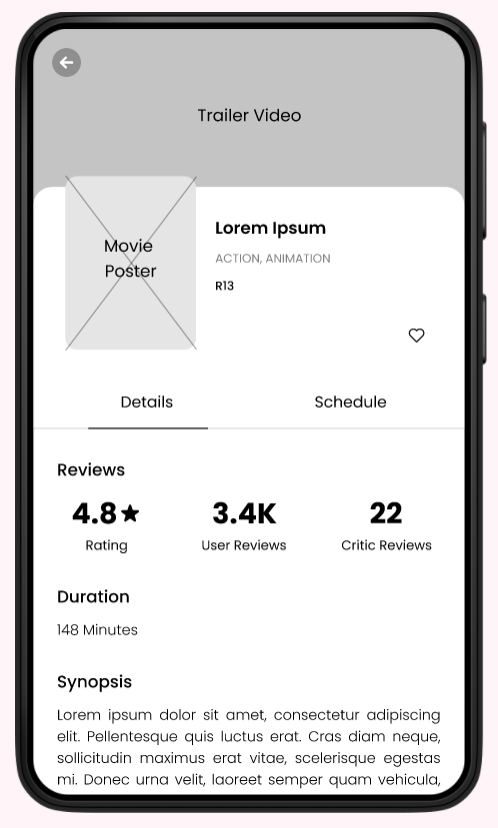 Trailer Video
Movie
Poster
Lorem Ipsum
ACTION, ANIMATION
R13
Details
Schedule
Reviews
4.8★
3.4K
22
Rating
User Reviews
Critic Reviews
Duration
148 Minutes
Synopsis
Lorem ipsum dolor sit amet, consectetur adipiscing
elit. Pellentesque quis luctus erat. Cras diam neque,
sollicitudin maximus erat vitae, scelerisque egestas
mi. Donec urna velit, laoreet semper quam vehicula,